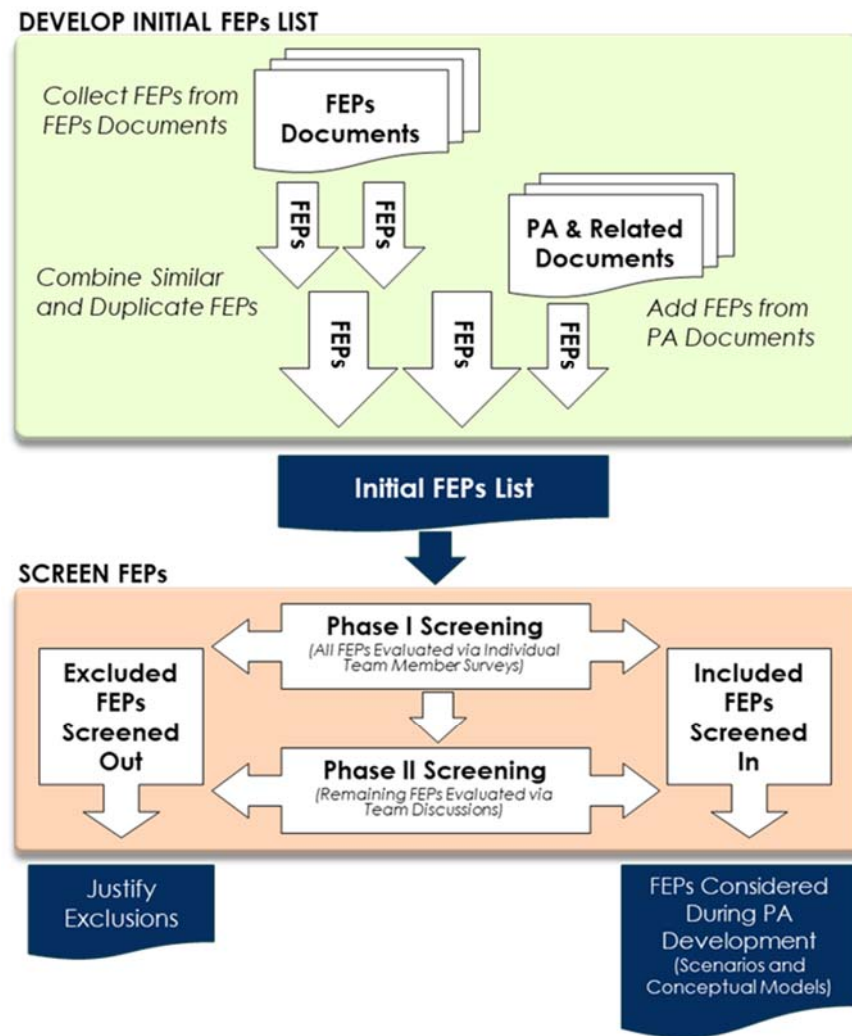 DEVELOP INITIAL FEPs LIST
Collect FEPs from
FEPs Documents
FEPs
Documents
FEPs
FEPs
PA & Related
Documents
Combine Similar
and Duplicate FEPs
FEPs
FEPs
FEPs
Add FEPs from
PA Documents
Initial FEPs List
SCREEN FEPs
Phase I Screening
(All FEPs Evaluated via Individual
Team Member Surveys)
Excluded
FEPs
Screened
Out
Included
FEPs
Screened
In
Phase II Screening
(Remaining FEPs Evaluated via
Team Discussions)
Justify
Exclusions
FEPs Considered
During PA
Development
(Scenarios and
Conceptual Models)